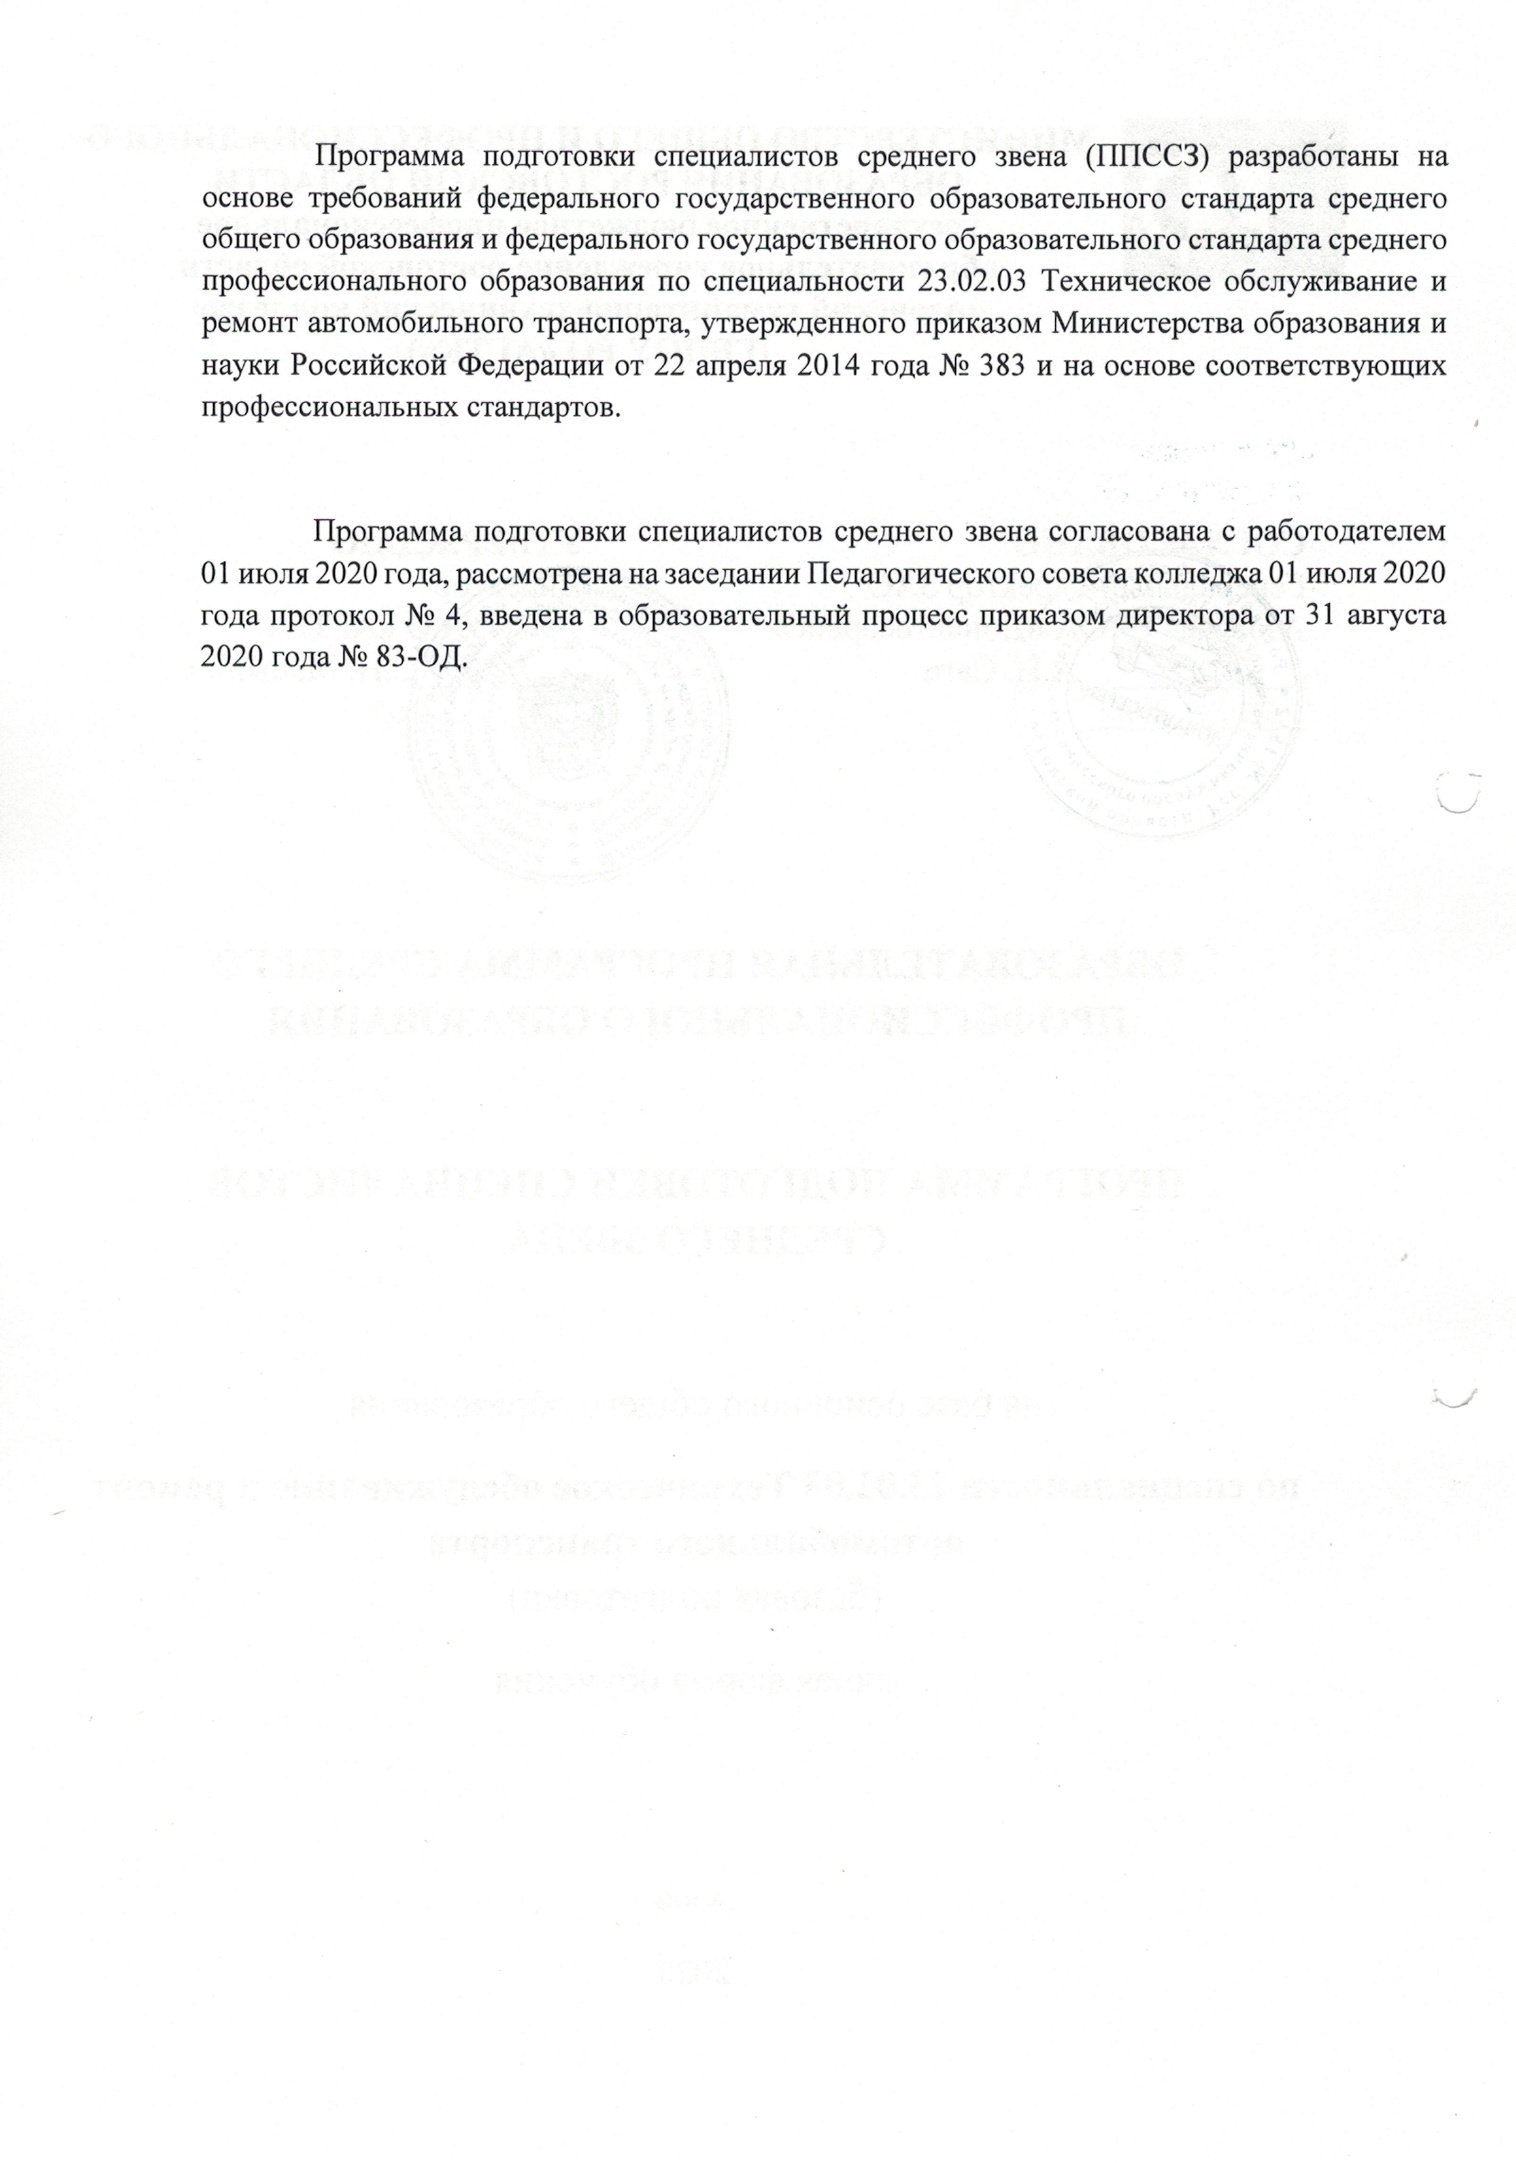 Программа подготовки специалистов среднего звена (ППССЗ) разработаны на
основе требований федерального государственного образовательного стандарта среднего
общего образования и федерального государственного образовательного стандарта среднего
профессионального образования по специальности 23.02.03 Техническое обслуживание и
ремонт автомобильного транспорта, утвержденного приказом Министерства образования и
науки Российской Федерации от 22 апреля 2014 года № 383 и на основе соответствующих
профессиональных стандартов.
Программа подготовки специалистов среднего звена согласована с работодателем
01 июля 2020 года, рассмотрена на заседании Педагогического совета колледжа 01 июля 2020
года протокол № 4, введена в образовательный процесс приказом директора от 31 августа
2020 года № 83-ОД.